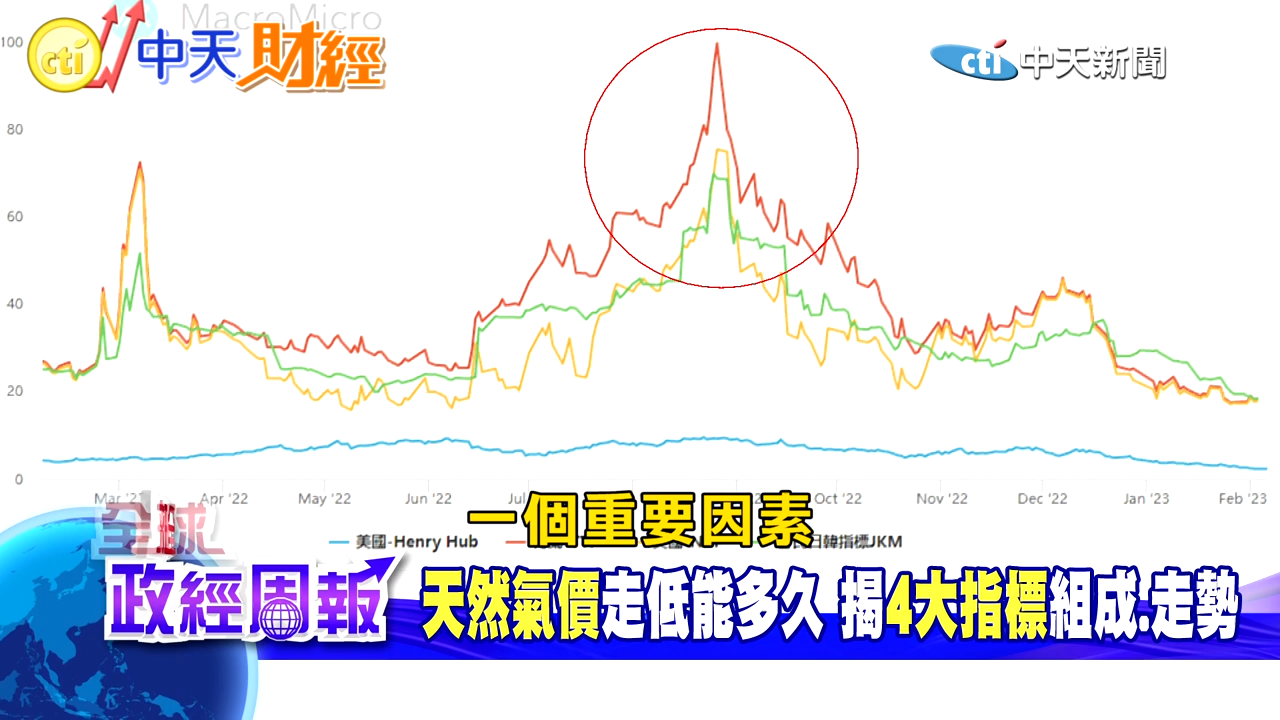 MacroMicro
cti 中天財經
cti 中天新聞
100
80
60
40
20
0
Apr '22
May '22
Jun '22
Oct '22
Nov '22
Dec '22
Jan '23
Feb '23
美國-Henry Hub
日韓指標JKM
一個重要因素
全球
政經周報
天然氣價走低能多久 揭4大指標組成.走勢